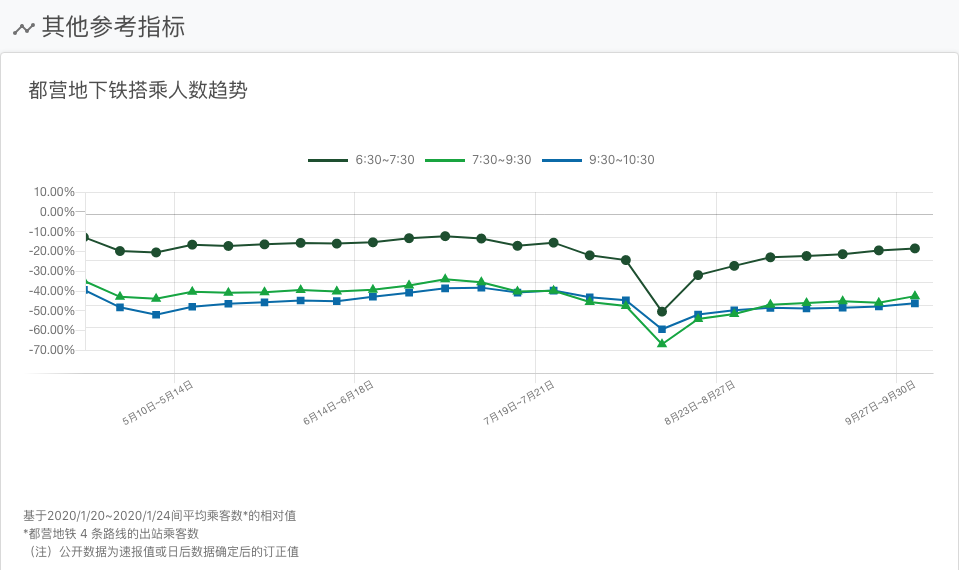 其他参考指标
都营地下铁搭乘人数趋势
6:30~7:30 7:30~9:30 9:30~10:30
10.00%
0.00%
-10.00%
-20.00%
-30.00%
-40.00%
-50.00%
-60.00%
-70.00%
5月10日~5月14日 6月14日~6月18日 7月19日~7月21日 8月23日~8月27日 9月27日~9月30日
基于2020/1/20~2020/1/24间平均乘客数*的相对值
*都营地铁 4 条路线的出站乘客数
（注）公开数据为速报值或日后数据确定后的订正值